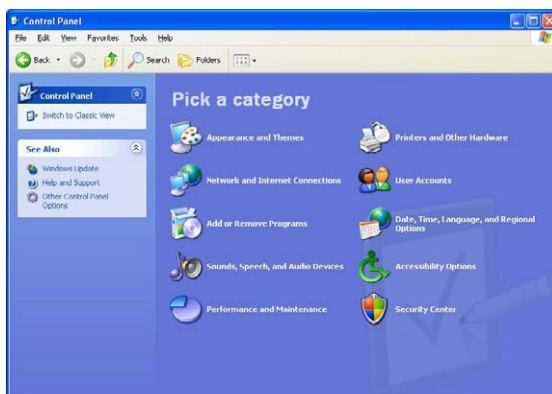 Control Panel
File Edit View Favorites Tools Help
Back Search Folders
Control Panel
Switch to Classic View
See Also
Windows Update
Help and Support
Other Control Panel
Options
Pick a category
Appearance and Themes
Printers and Other Hardware
Network and Internet Connections
User Accounts
Add or Remove Programs
Date, Time, Language, and Regional
Options
Sounds, Speech, and Audio Devices
Accessibility Options
Performance and Maintenance
Security Center